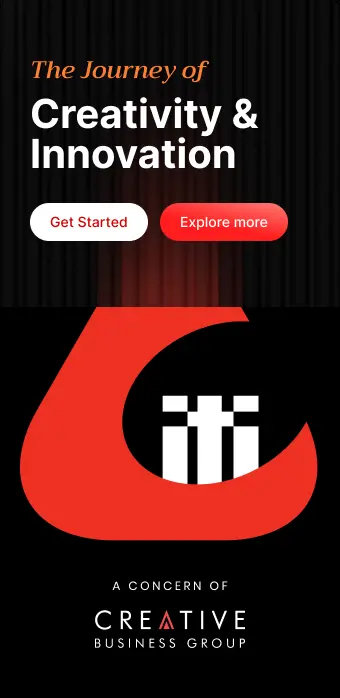 The Journey of
Creativity &
Innovation
Get Started
Explore more
iti
A CONCERN OF
CREATIVE
BUSINESS GROUP